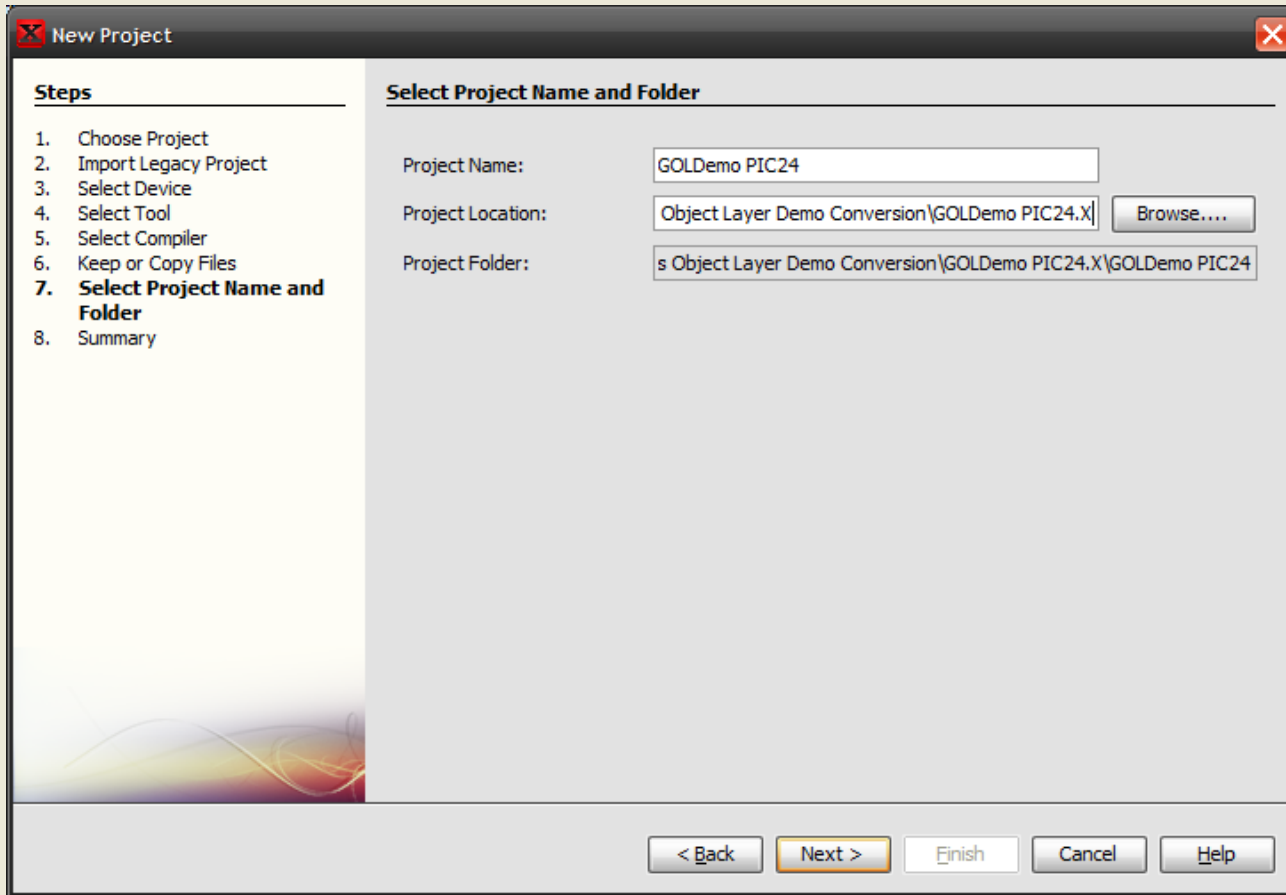 New Project
Steps
1. Choose Project
2. Import Legacy Project
3. Select Device
4. Select Tool
5. Select Compiler
6. Keep or Copy Files
7. Select Project Name and
Folder
8. Summary
Select Project Name and Folder
Project Name: GOLDemo PIC24
Project Location: Object Layer Demo Conversion\GOLDemo PIC24.X Browse....
Project Folder: s Object Layer Demo Conversion\GOLDemo PIC24.X\GOLDemo PIC24
< Back Next > Finish Cancel Help